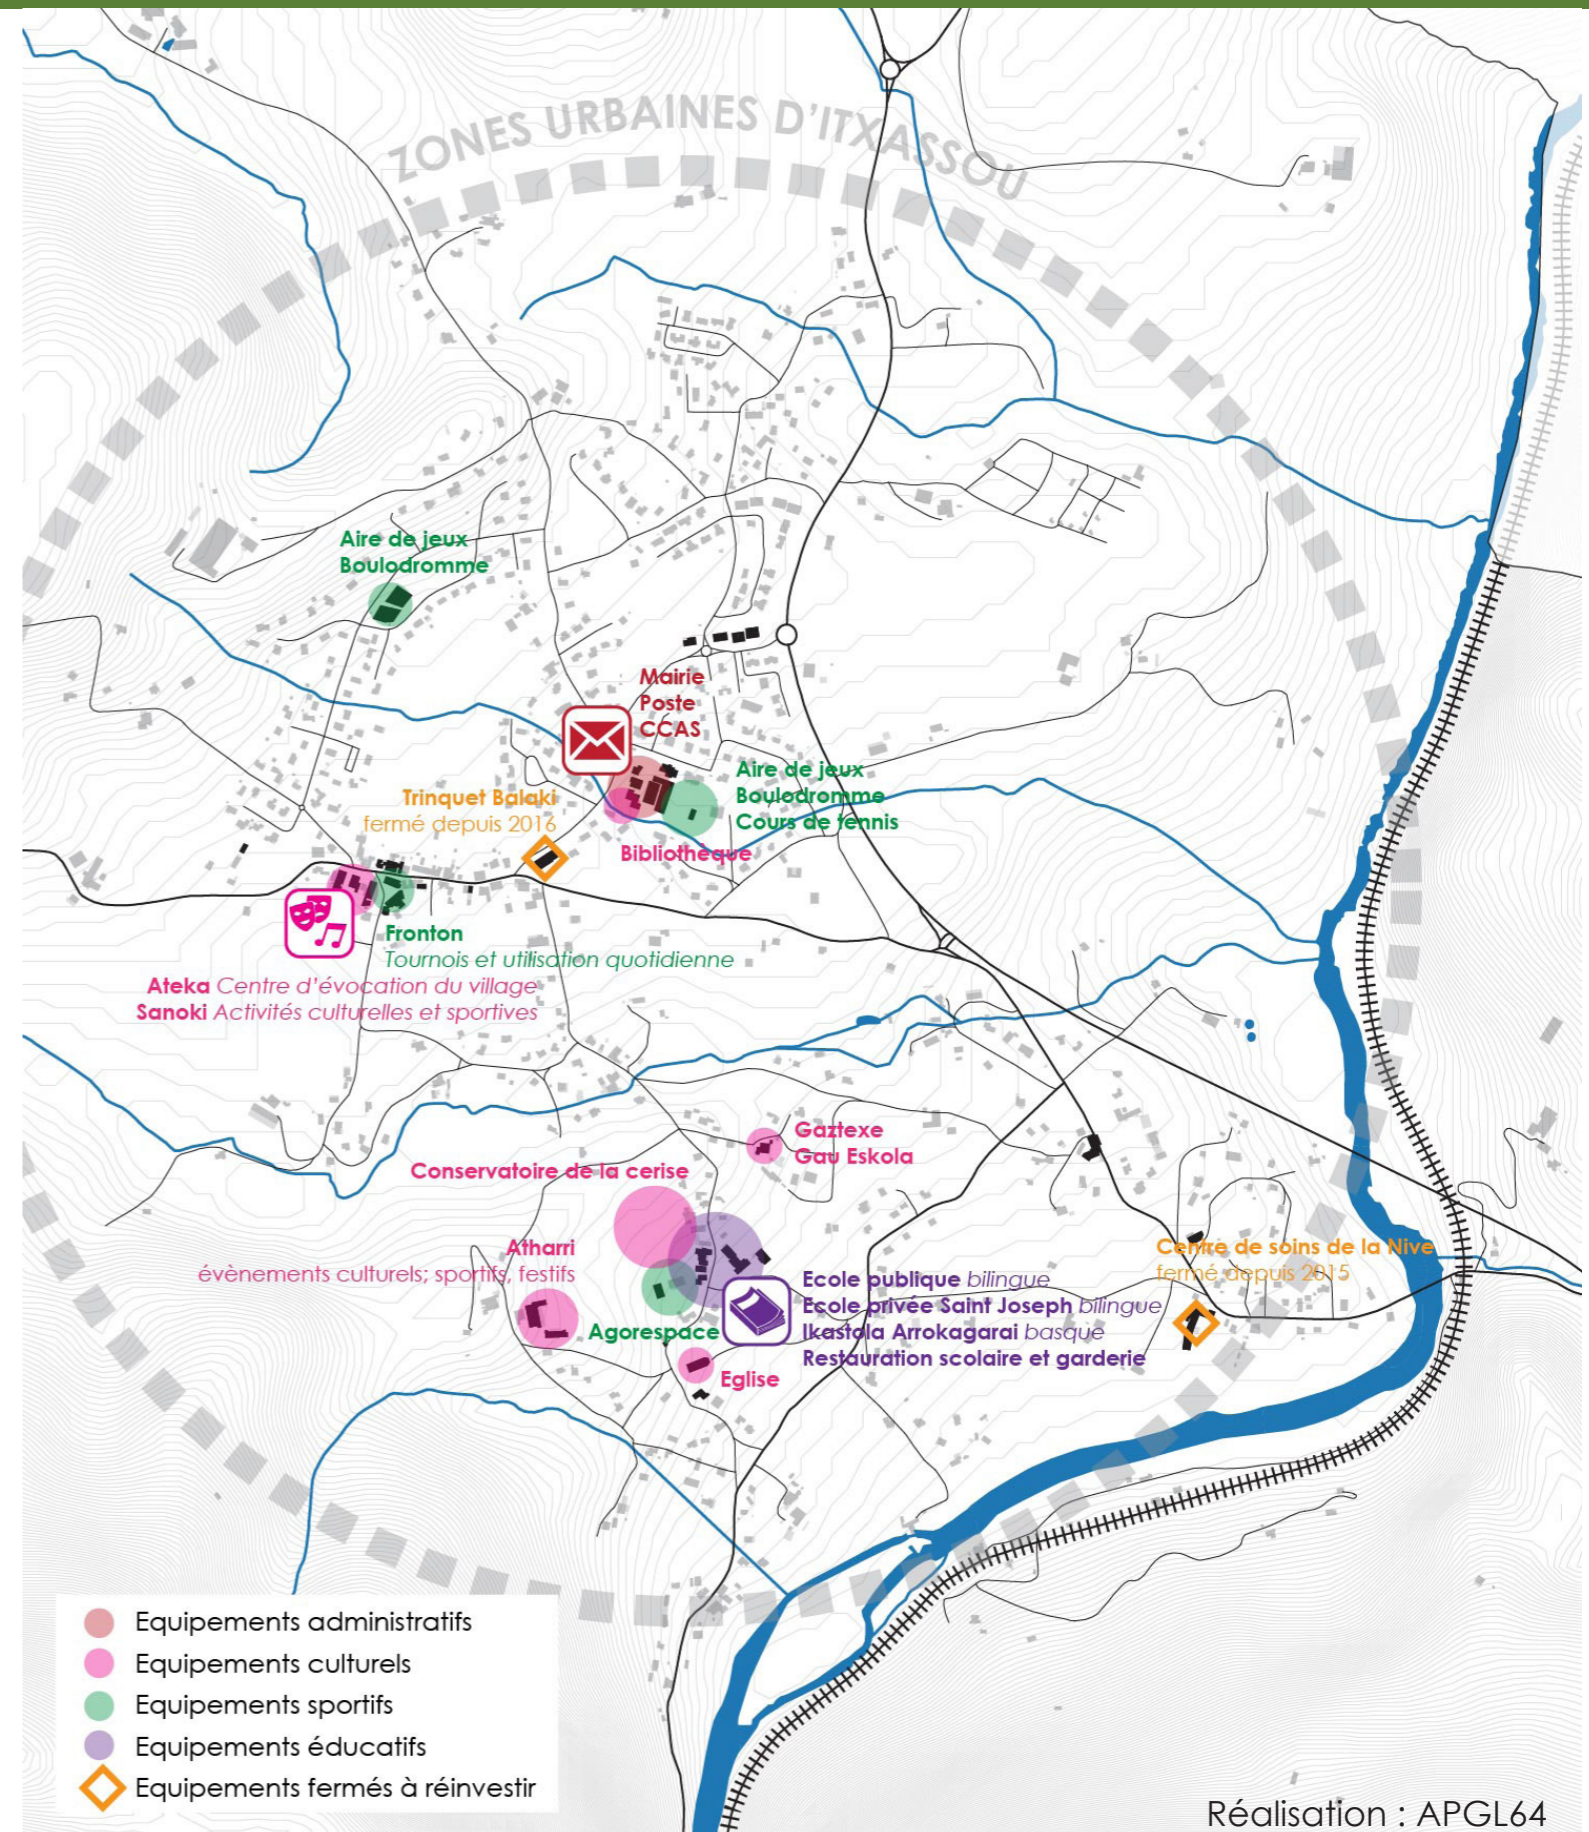 ZONES URBAINES D'ITXASSOU
Aire de jeux
Boulodromme
Mairie
Poste
CCAS
Aire de jeux
Boulodromme
Cours de tennis
Trinquet Balaki
fermé depuis 2016
Bibliothèque
Fronton
Tournois et utilisation quotidienne
Ateka Centre d'évocation du village
Sanoki Activités culturelles et sportives
Gaztexe
Gau Eskola
Conservatoire de la cerise
Atharri
évènements culturels; sportifs, festifs
Centre de soins de la Nive
fermé depuis 2015
Ecole publique bilingue
Ecole privée Saint Joseph bilingue
Ikastola Arrokagarai basque
Restauration scolaire et garderie
Agorespace
Eglise
Equipements administratifs
Equipements culturels
Equipements sportifs
Equipements éducatifs
Equipements fermés à réinvestir
Réalisation : APGL64